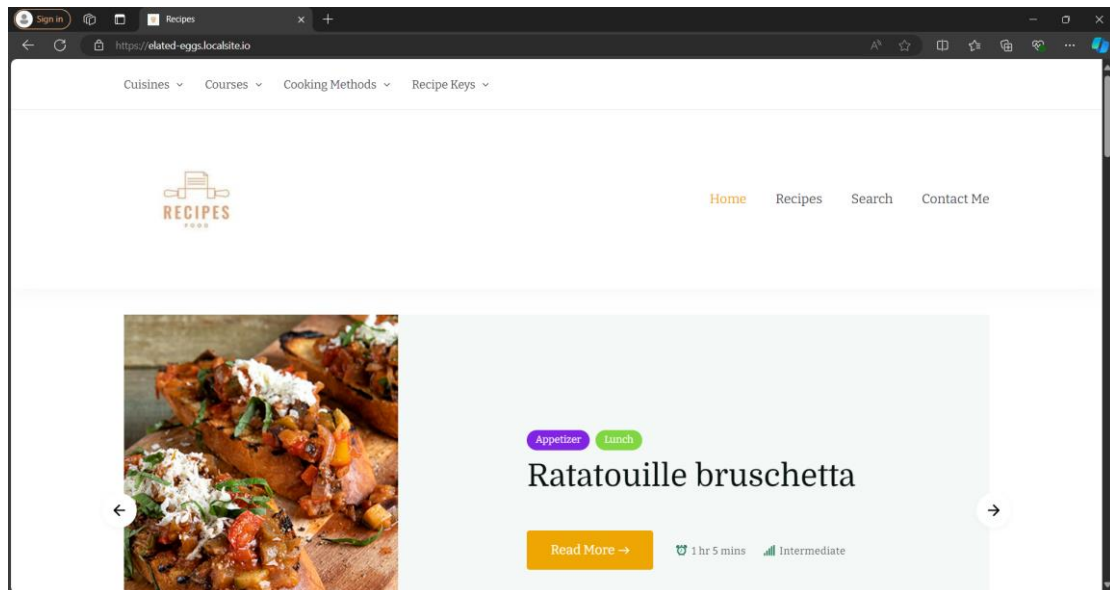 Sign in
Recipes
https://elated-eggs.localsite.io
Cuisines Courses Cooking Methods Recipe Keys
RECIPES
FOOD
Home Recipes Search Contact Me
Appetizer Lunch
Ratatouille bruschetta
Read More → 1 hr 5 mins Intermediate